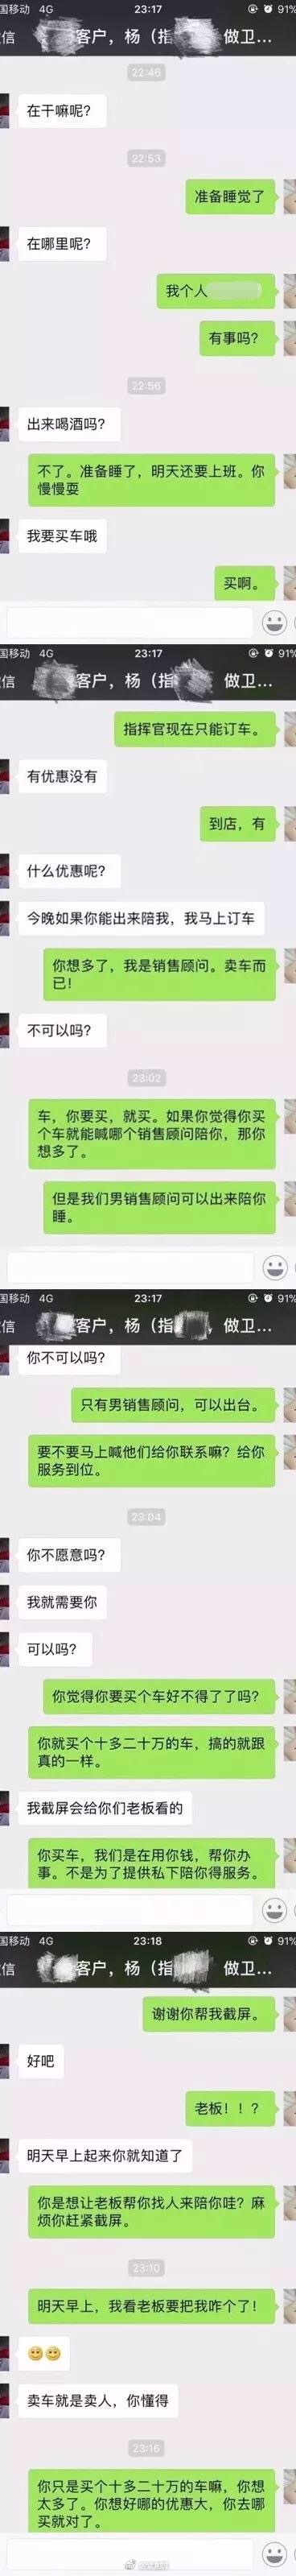 国移动 4G 23:17 91%
信 客户，杨（指 做卫...
22:46
在干嘛呢?
22:53
准备睡觉了
在哪里呢?
我个人
有事吗?
22:56
出来喝酒吗?
不了。准备睡了，明天还要上班。你
慢慢耍
我要买车哦
买啊。
国移动 4G 23:17 91%
信 客户，杨（指 做卫...
指挥官现在只能订车。
有优惠没有
到店，有
什么优惠呢?
今晚如果你能出来陪我，我马上订车
你想多了，我是销售顾问。卖车而
已!
不可以吗?
23:02
车，你要买，就买。如果你觉得你买
个车就能喊哪个销售顾问陪你，那你
想多了。
但是我们男销售顾问可以出来陪你
睡。
国移动 4G 23:17 91%
信 客户，杨（指 ，做卫...
你不可以吗?
只有男销售顾问，可以出台。
要不要马上喊他们给你联系嘛？给你
服务到位。
23:04
你不愿意吗?
我就需要你
可以吗?
你觉得你要买个车好不得了了吗?
你就买个十多二十万的车，搞的就跟
真的一样。
我截屏会给你们老板看的
你买车，我们是在用你钱，帮你办
事。不是为了提供私下陪你得服务。
国移动 4G 23:18 91%
信 客户，杨（指 做卫...
谢谢你帮我截屏。
好吧
老板！！?
明天早上起来你就知道了
你是想让老板帮你找人来陪你哇？麻
烦你赶紧截屏。
23:10
明天早上，我看老板要把我咋个了!
卖车就是卖人，你懂得
23:16
你只是买个十多二十万的车嘛，你想
太多了。你想好哪的优惠大，你去哪
买就对了。